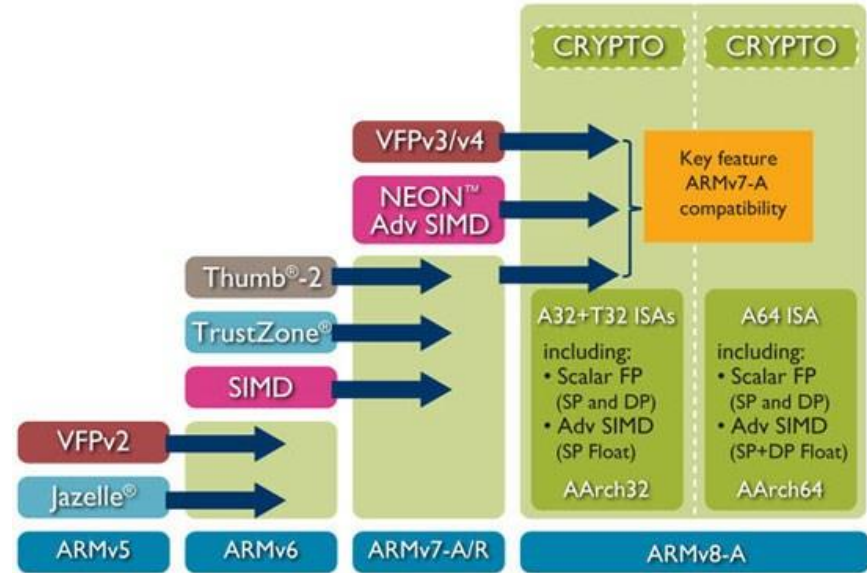 CRYPTO
CRYPTO
VFPv3/v4
NEON™
Adv SIMD
Key feature
ARMv7-A
compatibility
Thumb®-2
TrustZone®
SIMD
A32+T32 ISAs
including:
• Scalar FP
(SP and DP)
• Adv SIMD
(SP Float)
AArch32
A64 ISA
including:
• Scalar FP
(SP and DP)
• Adv SIMD
(SP+DP Float)
AArch64
VFPv2
Jazelle®
ARMv5
ARMv6
ARMv7-A/R
ARMv8-A